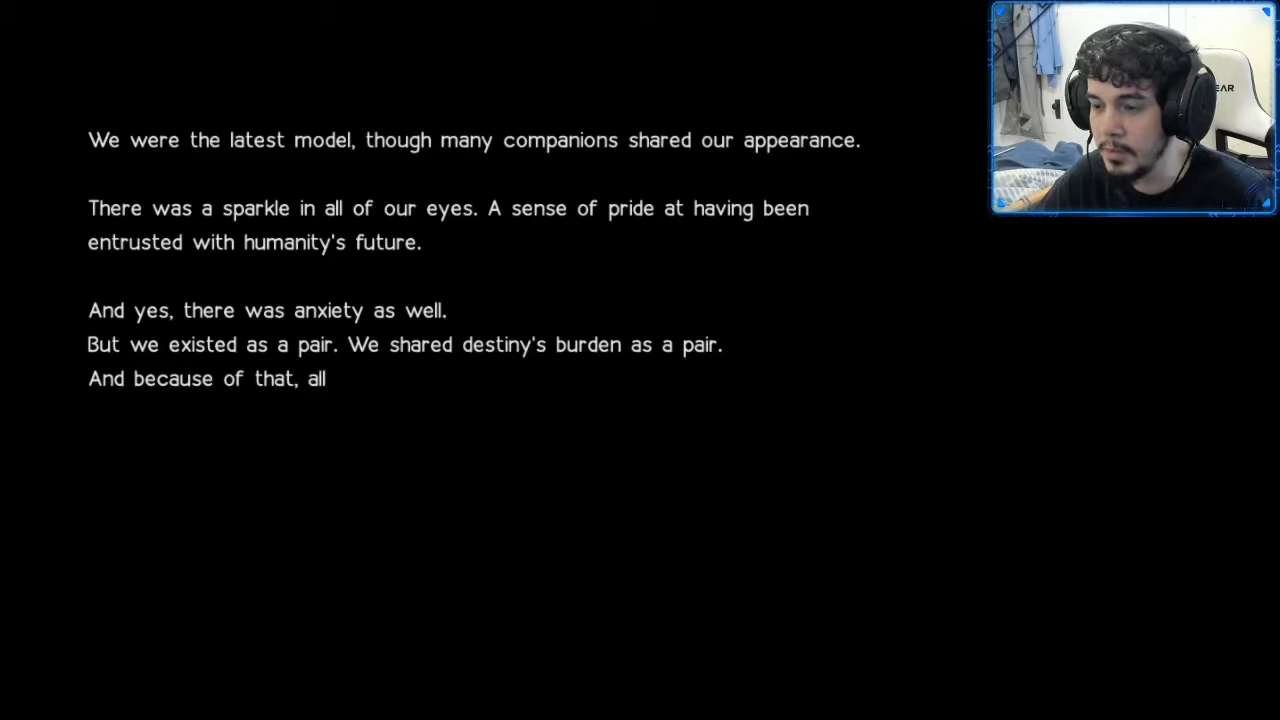 We were the latest model, though many companions shared our appearance.
There was a sparkle in all of our eyes. A sense of pride at having been
entrusted with humanity's future.
And yes, there was anxiety as well.
But we existed as a pair. We shared destiny's burden as a pair.
And because of that, all
EAR